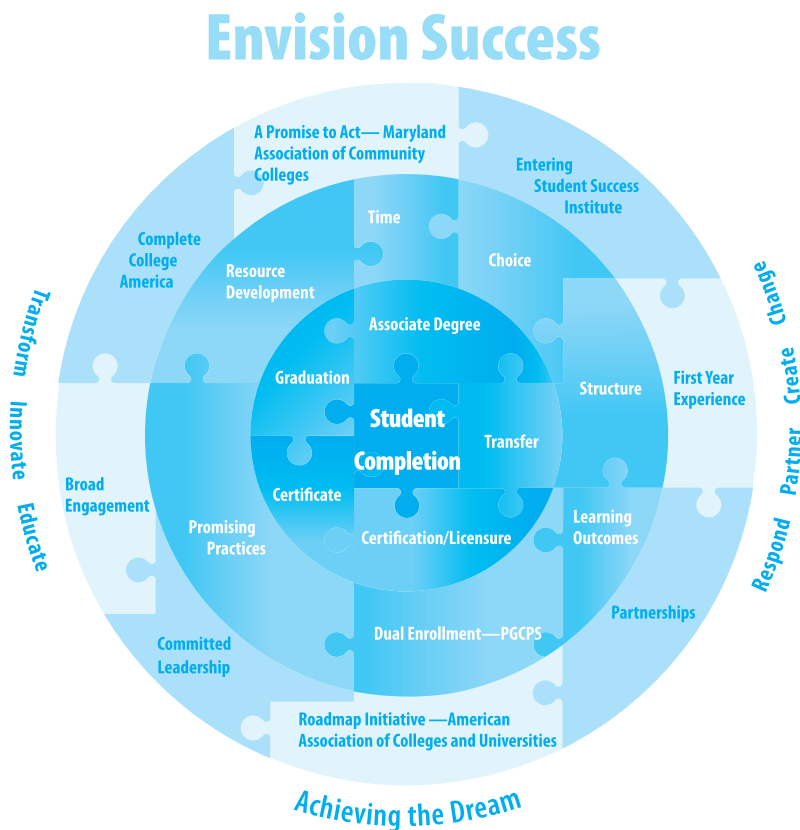 Envision Success
A Promise to Act— Maryland
Association of Community
Colleges
Entering
Student Success
Institute
Complete
College
America
Time
Choice
Resource
Development
Associate Degree
Graduation
Structure
First Year
Experience
Student
Completion
Transfer
Broad
Engagement
Certificate
Promising
Practices
Certification/Licensure
Learning
Outcomes
Partnerships
Committed
Leadership
Dual Enrollment—PGCPS
Roadmap Initiative —American
Association of Colleges and Universities
Transform Innovate Educate
Achieving the Dream
Respond Partner Create Change